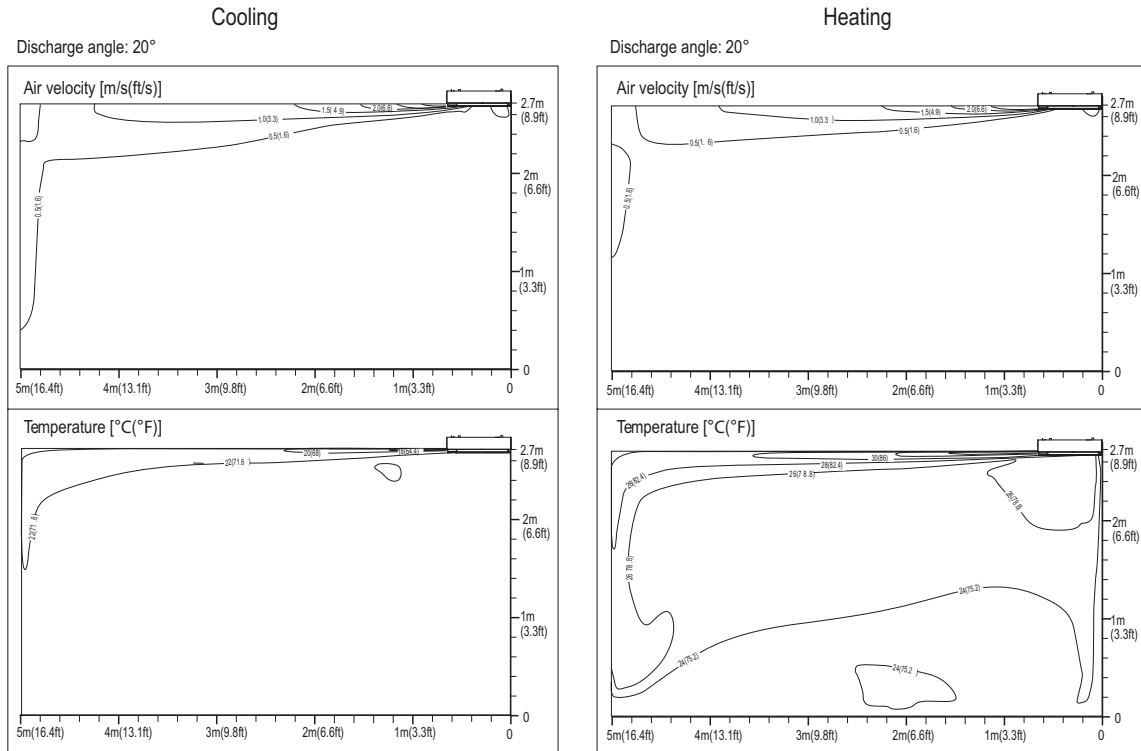 Cooling
Discharge angle: 20°
Air velocity [m/s(ft/s)]
1.5( 4 .9)
2.0(6.6)
1.0(3.3)
0.5(1.6)
0.5(1.6)
2.7m
(8.9ft)
2m
(6.6ft)
1m
(3.3ft)
0
5m(16.4ft)
4m(13.1ft)
3m(9.8ft)
2m(6.6ft)
1m(3.3ft)
0
Temperature [°C(°F)]
20(68)
8(64.4)
22(71.6)
22(71 .6)
2.7m
(8.9ft)
2m
(6.6ft)
1m
(3.3ft)
0
5m(16.4ft)
4m(13.1ft)
3m(9.8ft)
2m(6.6ft)
1m(3.3ft)
0
Heating
Discharge angle: 20°
Air velocity [m/s(ft/s)]
1.5(4.9)
2.0(6.6)
1.0(3.3 )
0.5(1.6)
0.5(1. 6)
0.5(1.6)
2.7m
(8.9ft)
2m
(6.6ft)
1m
(3.3ft)
0
5m(16.4ft)
4m(13.1ft)
3m(9.8ft)
2m(6.6ft)
1m(3.3ft)
0
Temperature [°C(°F)]
30(86)
28(82.4)
26(7 8 .8)
28(82.4)
26(78.8)
26 78.8)
24(75.2)
24(75.2)
24(75.2 )
2.7m
(8.9ft)
2m
(6.6ft)
1m
(3.3ft)
0
5m(16.4ft)
4m(13.1ft)
3m(9.8ft)
2m(6.6ft)
1m(3.3ft)
0